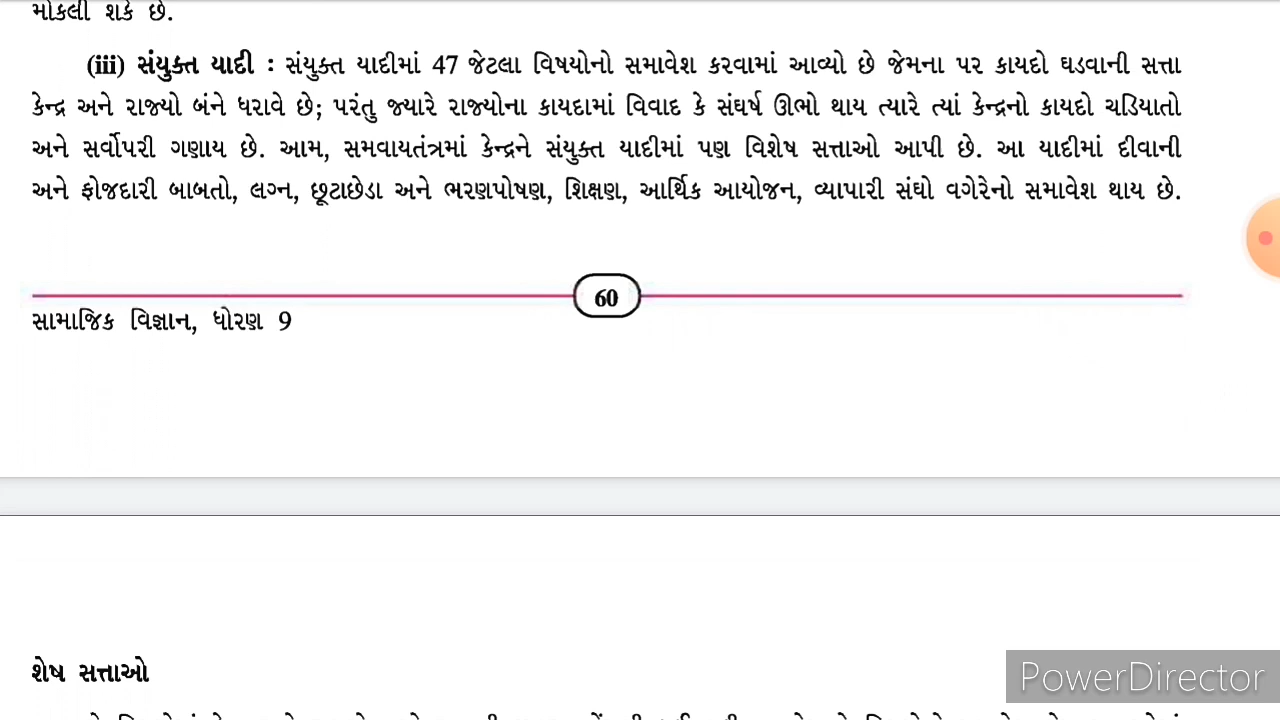 મોકલી શકે છે.
(iii) સંયુક્ત યાદી : સંયુક્ત યાદીમાં 47 જેટલા વિષયોનો સમાવેશ કરવામાં આવ્યો છે જેમના પર કાયદો ઘડવાની સત્તા
કેન્દ્ર અને રાજ્યો બંને ધરાવે છે; પરંતુ જ્યારે રાજ્યોના કાયદામાં વિવાદ કે સંઘર્ષ ઊભો થાય ત્યારે ત્યાં કેન્દ્રનો કાયદો ચડિયાતો
અને સર્વોપરી ગણાય છે. આમ, સમવાયતંત્રમાં કેન્દ્રને સંયુક્ત યાદીમાં પણ વિશેષ સત્તાઓ આપી છે. આ યાદીમાં દીવાની
અને ફોજદારી બાબતો, લગ્ન, છૂટાછેડા અને ભરણપોષણ, શિક્ષણ, આર્થિક આયોજન, વ્યાપારી સંઘો વગેરેનો સમાવેશ થાય છે.
60
સામાજિક વિજ્ઞાન, ધોરણ 9
શેષ સત્તાઓ
PowerDirector